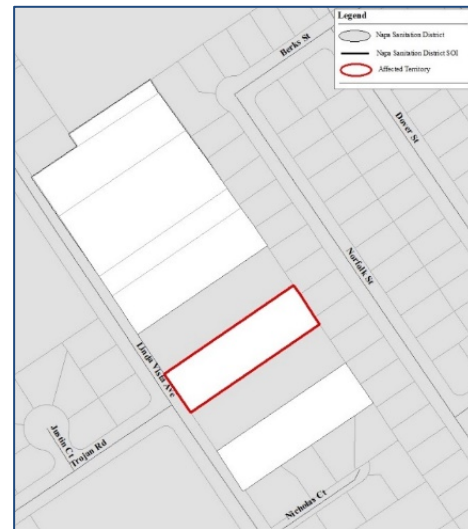 Legend
Napa Sanitation District
Napa Sanitation District SOI
Affected Territory
Berks St
Dover St
Norfolk St
Linda Vista Ave
Justin Ct
Trojan Rd
Nicholas Ct